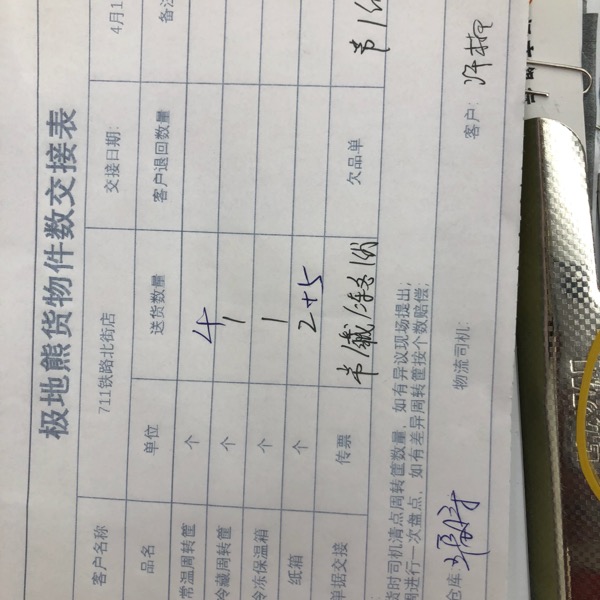 极地熊货物件数交接表
客户名称 711铁路北街店 交接日期: 4月1
品名 单位 送货数量 客户退回数量 备注
常温周转筐 个 4
冷藏周转筐 个 1
冷冻保温箱 个 1
纸箱 个 2+5
单据交接 传票 欠品单
货时司机清点周转筐数量，如有异议现场提出；
周进行一次盘点，如有差异周转筐按个数赔偿，
仓库 物流司机: 客户: